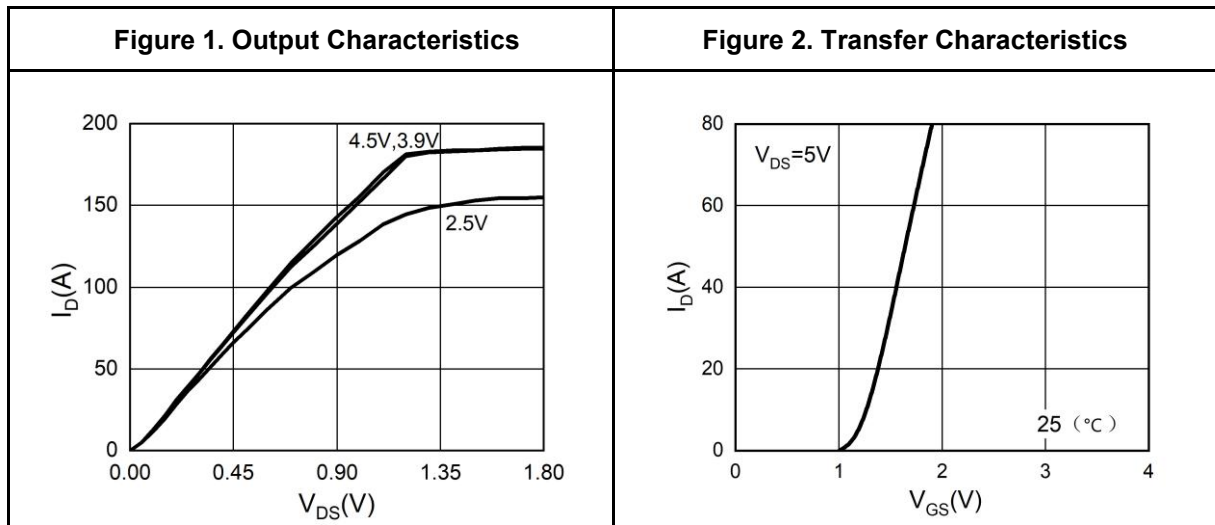 Figure 1. Output Characteristics
Figure 2. Transfer Characteristics
200
150
100
50
0
I_D(A)
4.5V,3.9V
2.5V
0.00 0.45 0.90 1.35 1.80
V_DS(V)
80
60
40
20
0
I_D(A)
V_DS=5V
25（℃）
0 1 2 3 4
V_GS(V)